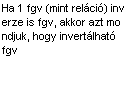 Ha 1 fgv (mint reláció) inv
erze is fgv, akkor azt mo
ndjuk, hogy invertálható
fgv